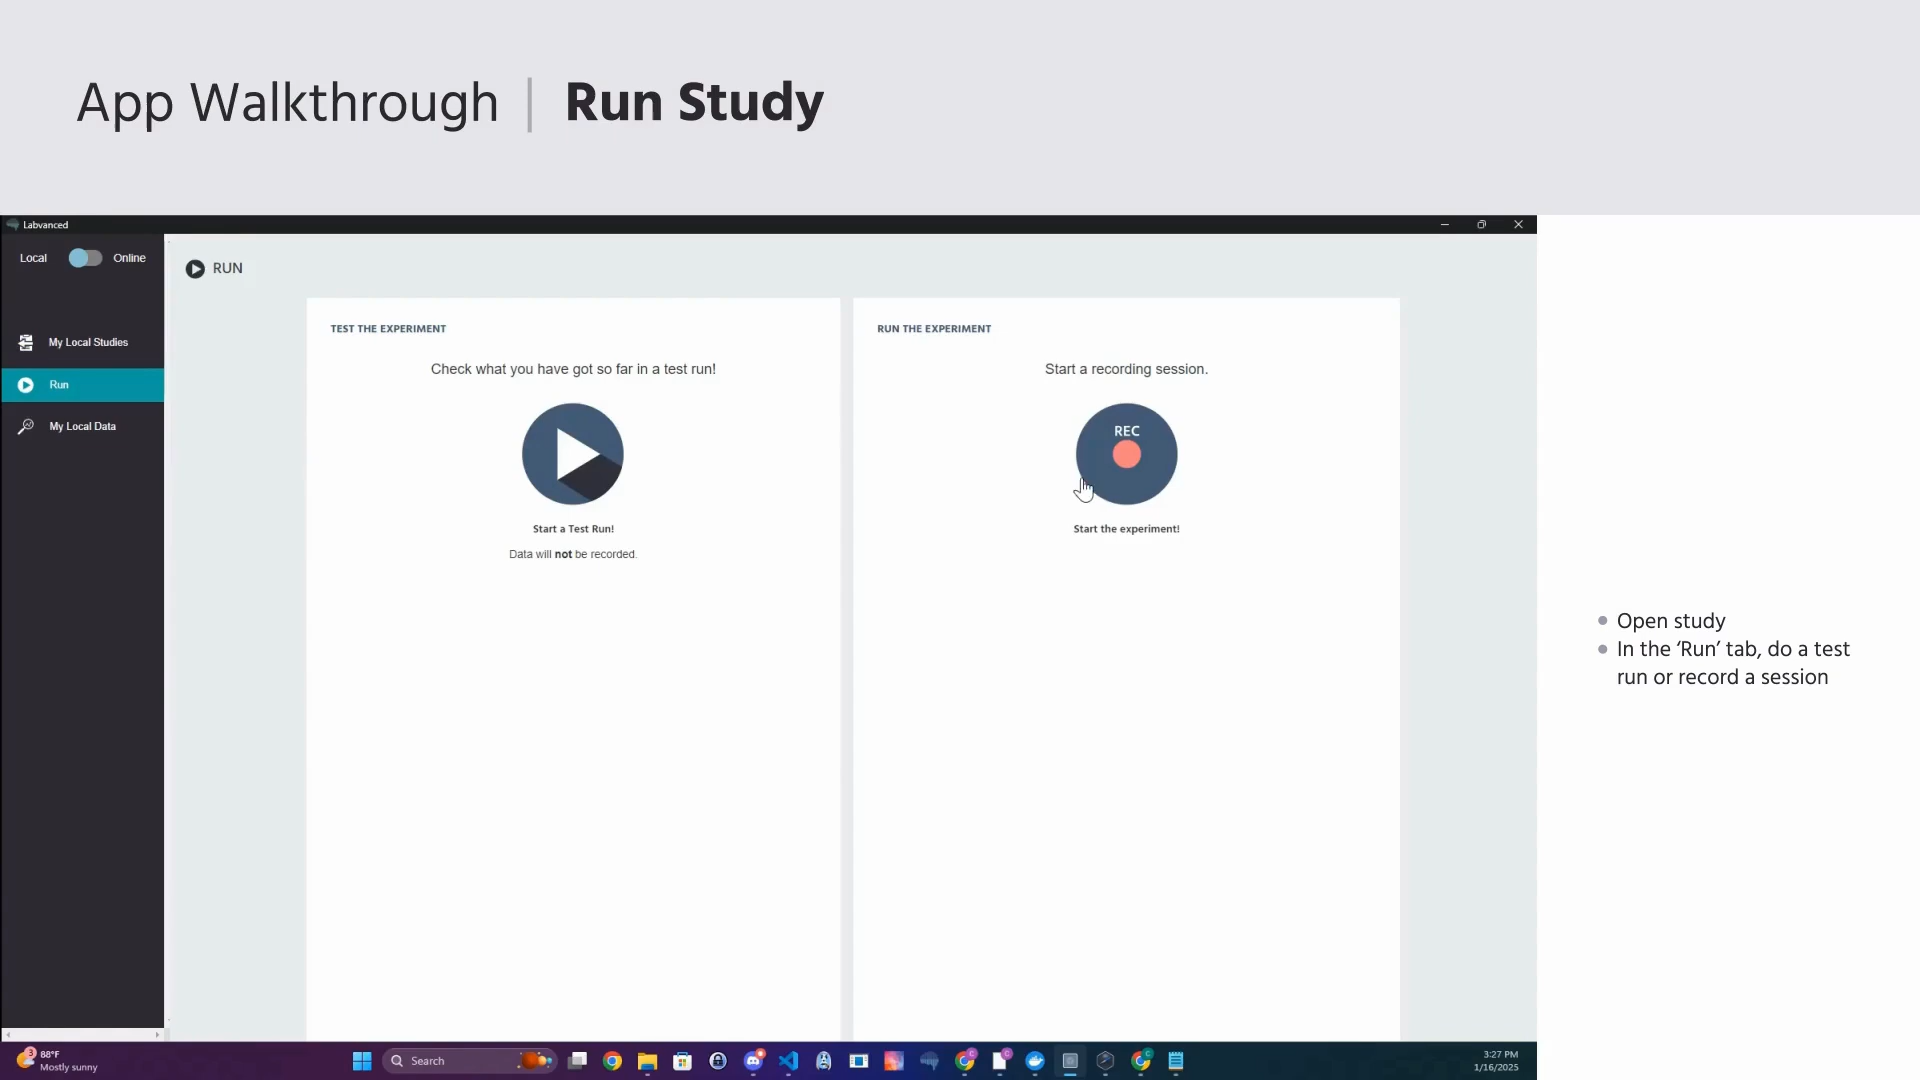 App Walkthrough | Run Study
Labvanced
Local Online
RUN
My Local Studies
Run
My Local Data
TEST THE EXPERIMENT
Check what you have got so far in a test run!
Start a Test Run!
Data will not be recorded.
RUN THE EXPERIMENT
Start a recording session.
REC
Start the experiment!
Open study
In the ‘Run’ tab, do a test
run or record a session
3
88°F
Mostly sunny
Search
3:27 PM
1/16/2025